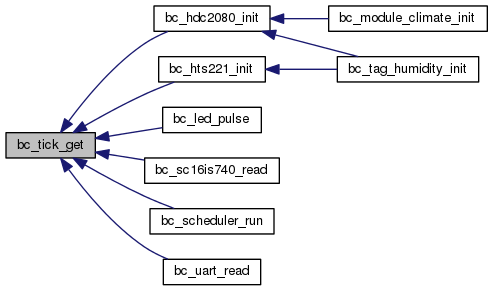 bc_hdc2080_init
bc_module_climate_init
bc_hts221_init
bc_tag_humidity_init
bc_led_pulse
bc_tick_get
bc_sc16is740_read
bc_scheduler_run
bc_uart_read